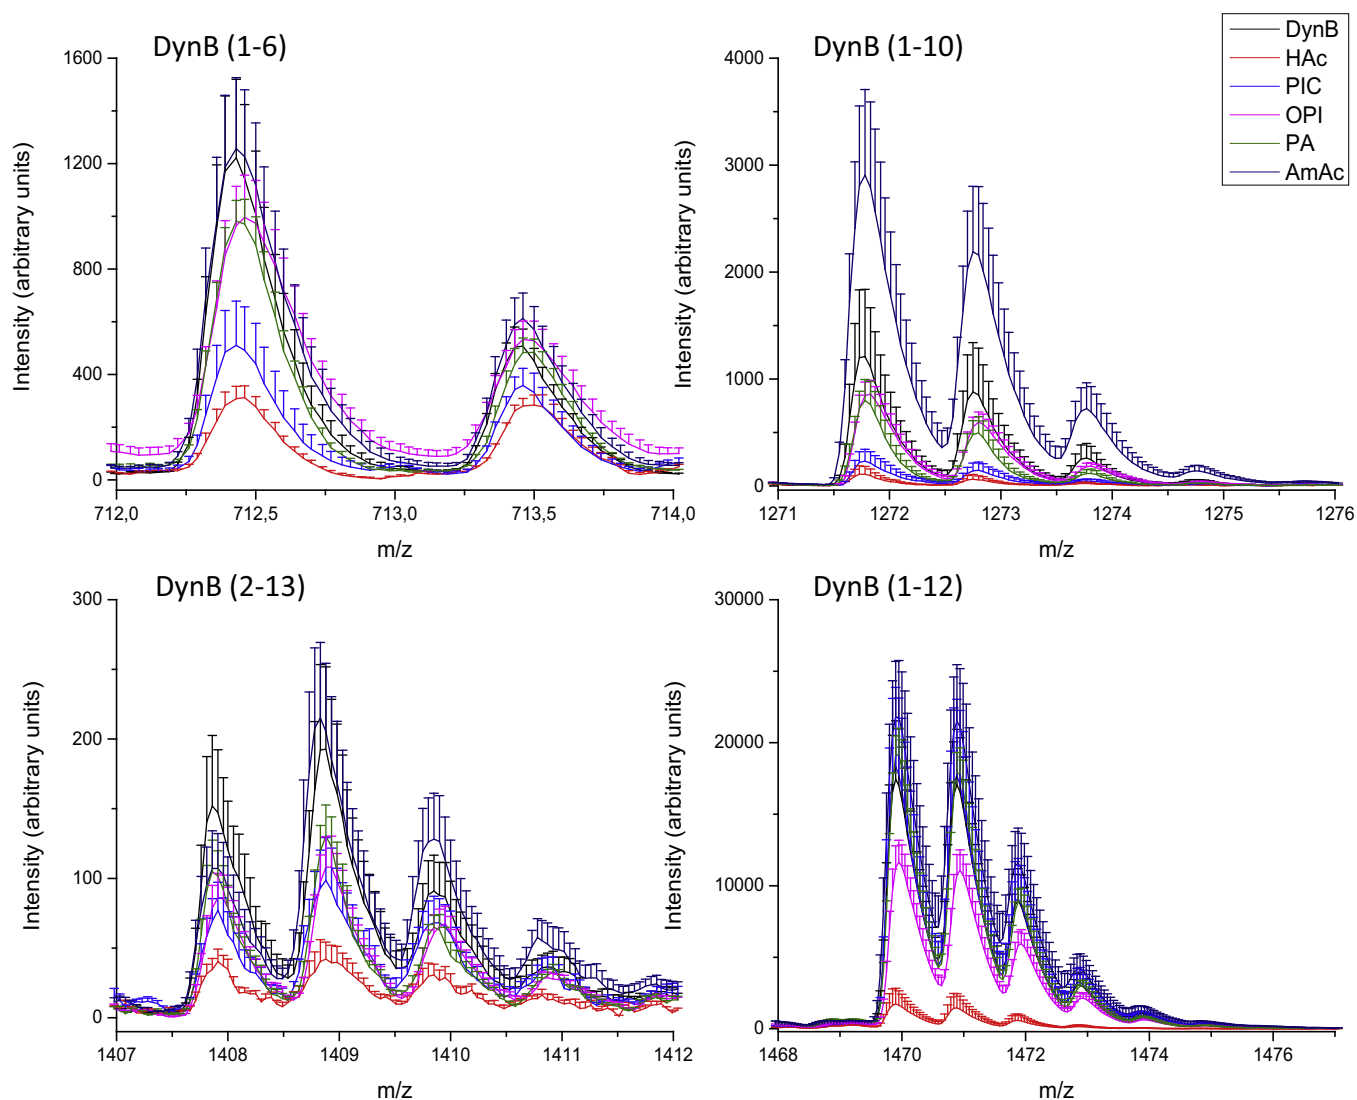 DynB (1-6)
1600
1200
800
400
0
Intensity (arbitrary units)
712,0 712,5 713,0 713,5 714,0
m/z
DynB (1-10)
4000
3000
2000
1000
0
Intensity (arbitrary units)
1271 1272 1273 1274 1275 1276
m/z
DynB
HAc
PIC
OPI
PA
AmAc
DynB (2-13)
300
200
100
0
Intensity (arbitrary units)
1407 1408 1409 1410 1411 1412
m/z
DynB (1-12)
30000
20000
10000
0
Intensity (arbitrary units)
1468 1470 1472 1474 1476
m/z